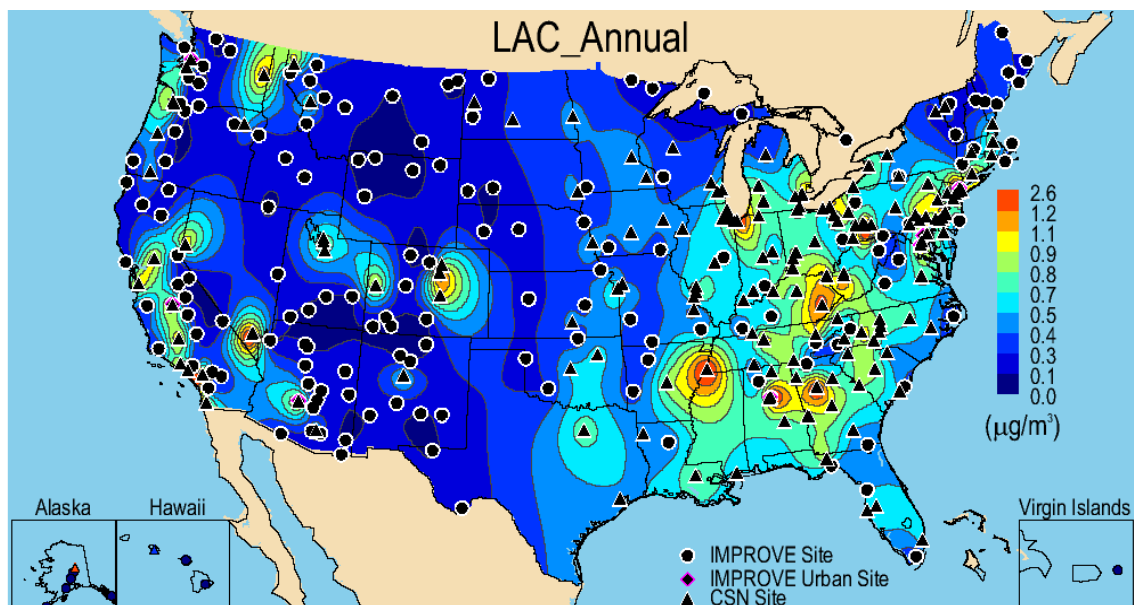 LAC_Annual
2.6
1.2
1.1
0.9
0.8
0.7
0.5
0.4
0.3
0.1
0.0
(μg/m³)
Alaska
Hawaii
Virgin Islands
IMPROVE Site
IMPROVE Urban Site
CSN Site